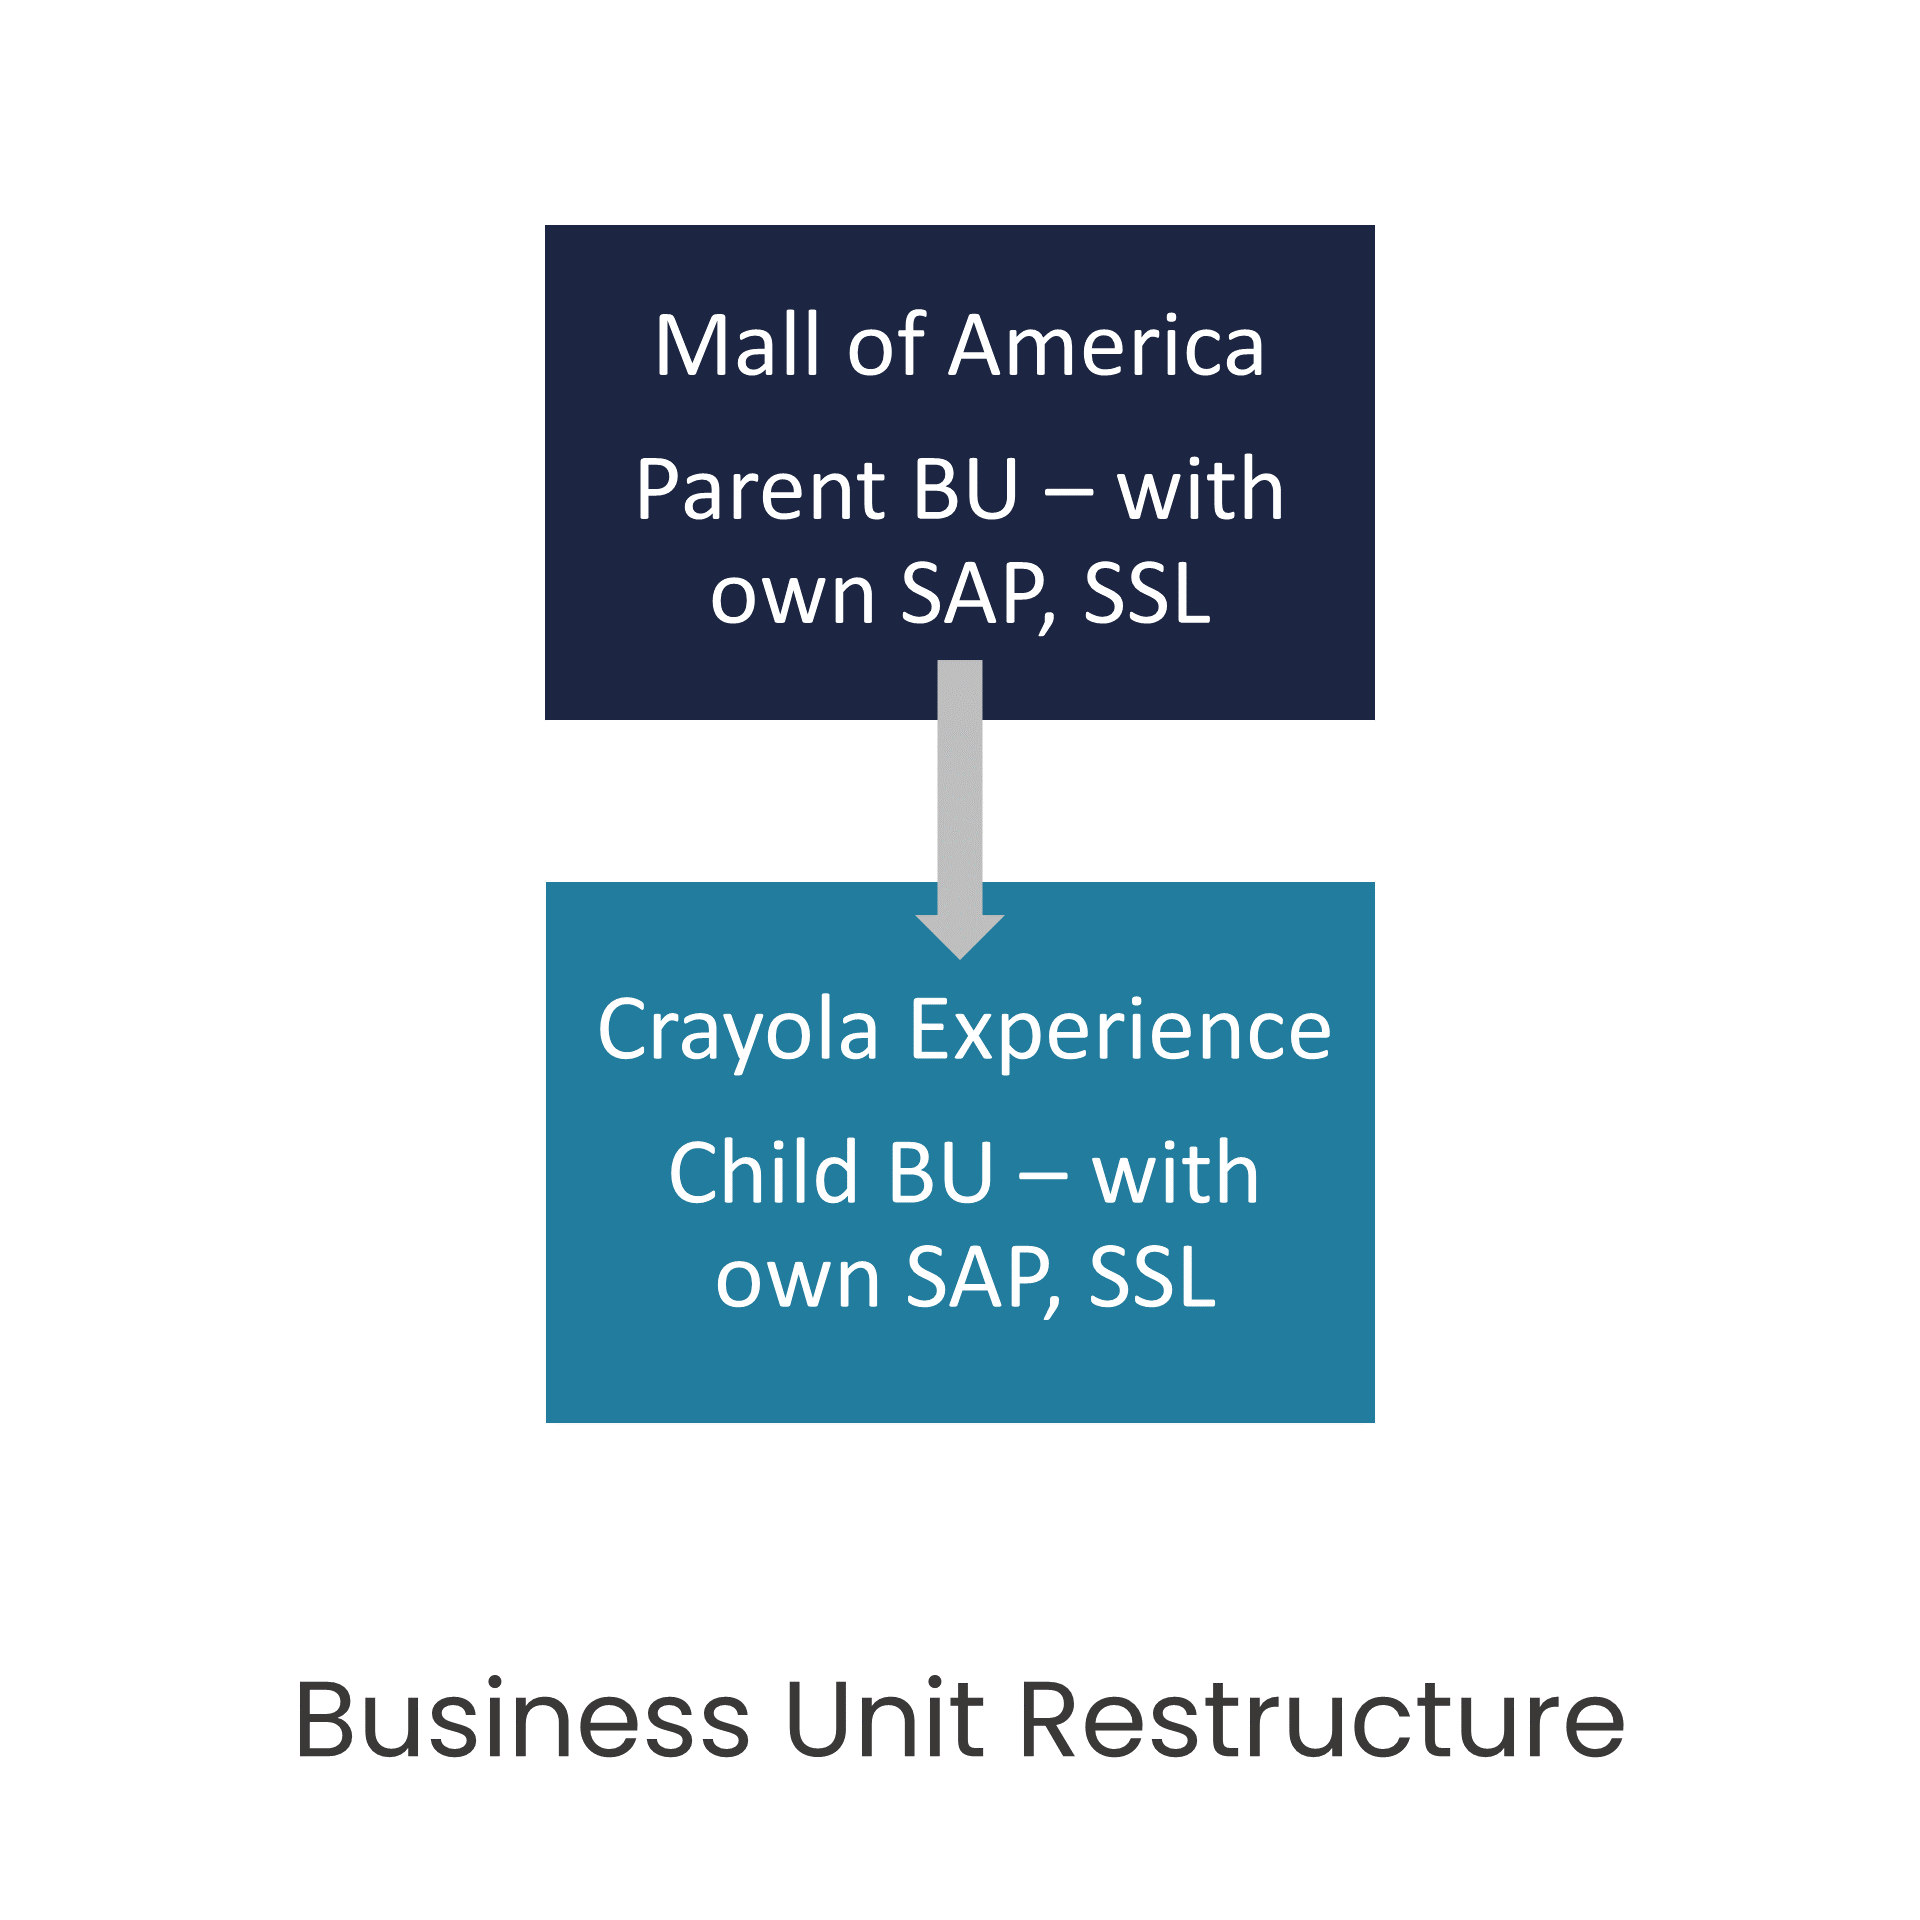 Mall of America
Parent BU – with
own SAP, SSL
Crayola Experience
Child BU – with
own SAP, SSL
Business Unit Restructure